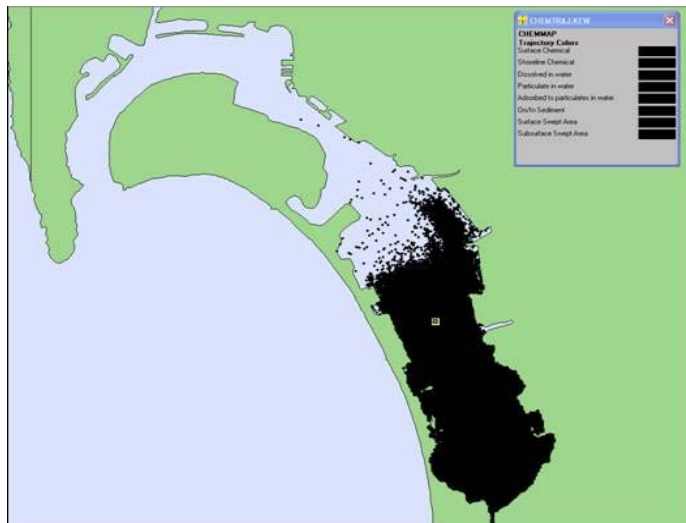 CHEMTRAJ.KEW
CHEMMAP
Trajectory Colors
Surface Chemical
Shoreline Chemical
Dissolved in water
Particulate in water
Adsorbed to particulates in water
On/In Sediment
Surface Swept Area
Subsurface Swept Area